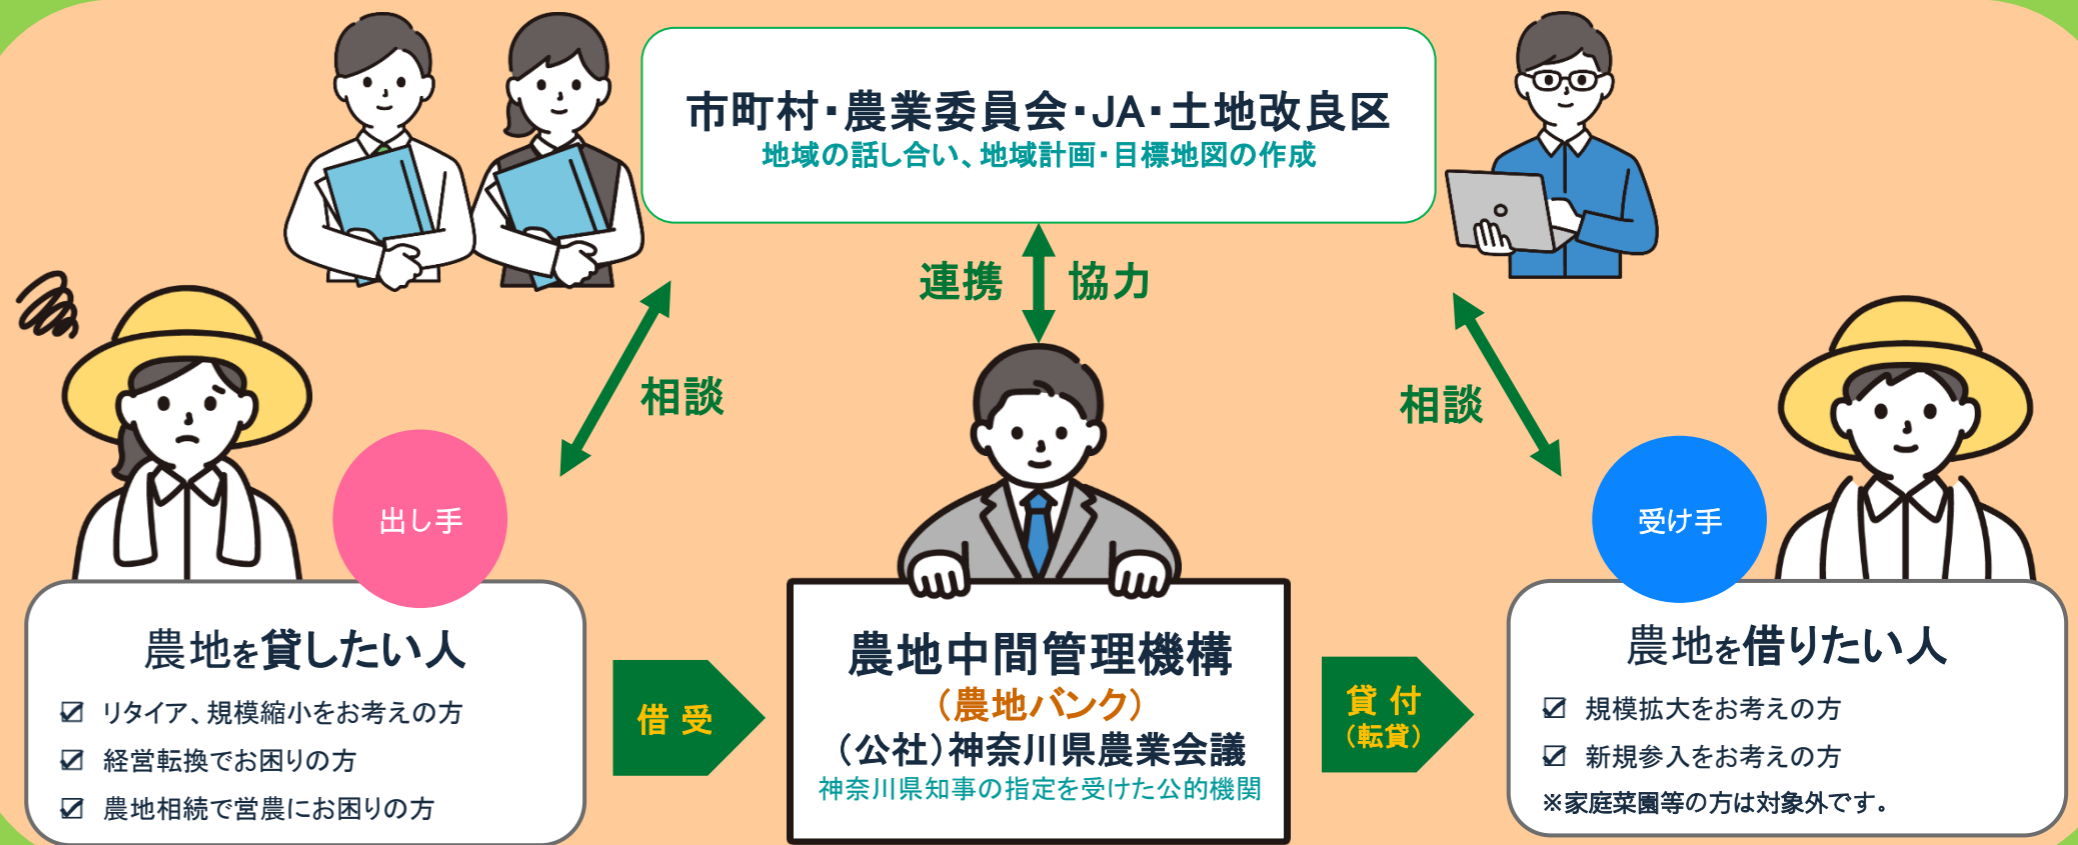 市町村・農業委員会・JA・土地改良区
地域の話し合い、地域計画・目標地図の作成
連携 協力
相談
相談
出し手
受け手
農地を貸したい人
☑ リタイア、規模縮小をお考えの方
☑ 経営転換でお困りの方
☑ 農地相続で営農にお困りの方
借受
農地中間管理機構
（農地バンク）
（公社）神奈川県農業会議
神奈川県知事の指定を受けた公的機関
貸付
（転貸）
農地を借りたい人
☑ 規模拡大をお考えの方
☑ 新規参入をお考えの方
※家庭菜園等の方は対象外です。